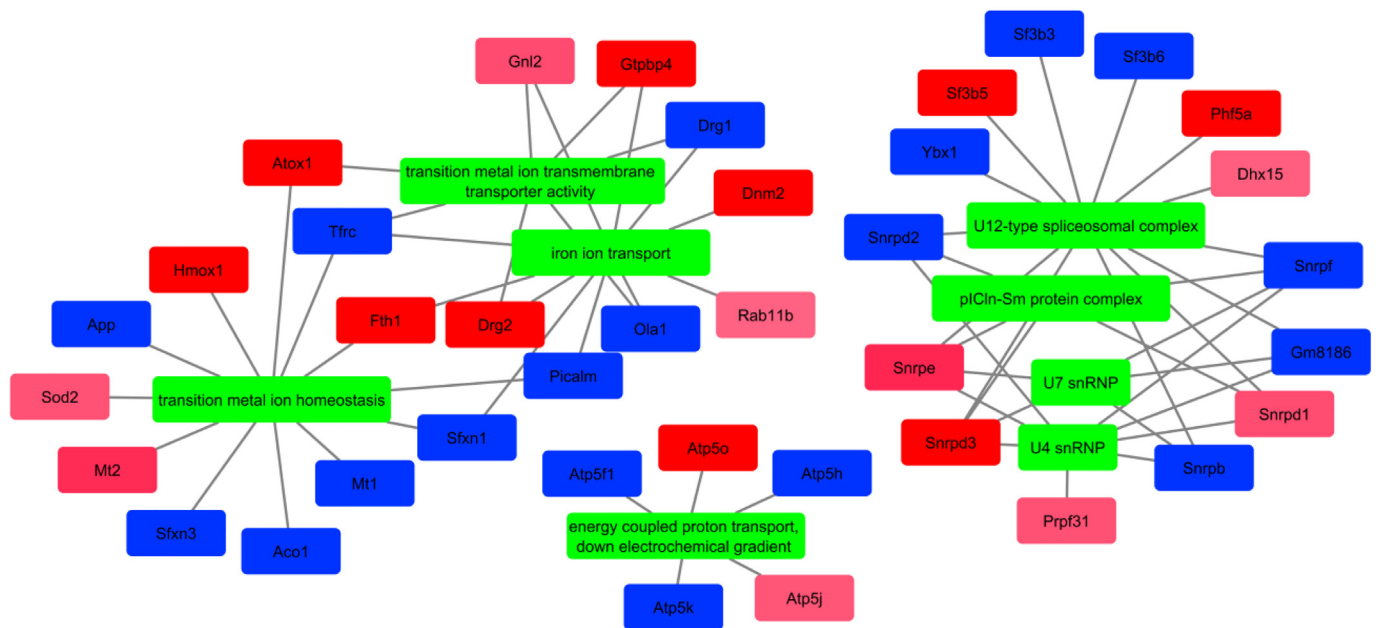 Sf3b3
Sf3b6
Gnl2
Gtpbp4
Sf3b5
Phf5a
Drg1
Ybx1
Atox1
transition metal ion transmembrane
transporter activity
Dhx15
Dnm2
Tfrc
U12-type spliceosomal complex
Snrpd2
iron ion transport
Snrpf
Hmox1
pICln-Sm protein complex
Rab11b
App
Fth1
Drg2
Ola1
Gm8186
Snrpe
Picalm
U7 snRNP
Sod2
transition metal ion homeostasis
Snrpd1
Sfxn1
Snrpd3
U4 snRNP
Atp5o
Mt2
Mt1
Atp5f1
Atp5h
Snrpb
Prpf31
Sfxn3
Aco1
energy coupled proton transport,
down electrochemical gradient
Atp5k
Atp5j